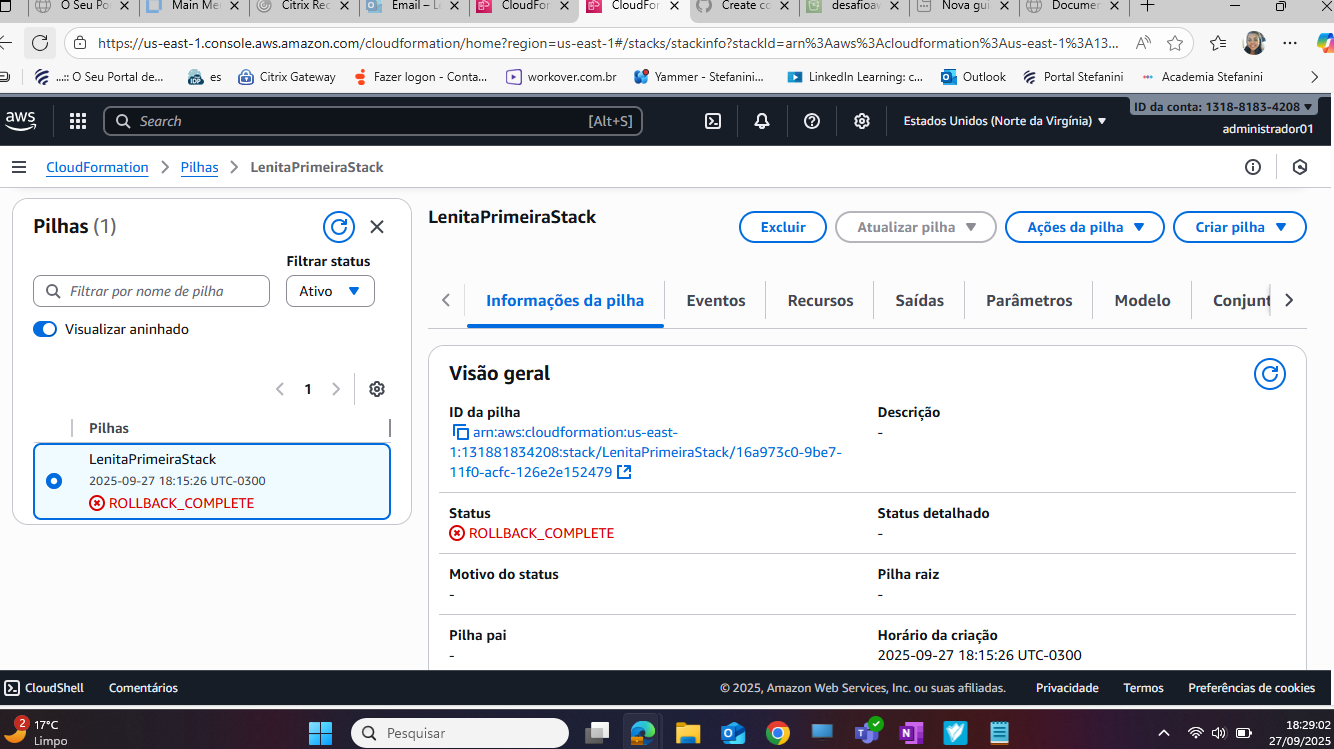 O Seu Po
Main Me
Citrix Rec
Email – Le
CloudFor
CloudFor
Create co
desafioav
Nova gui
Documen
https://us-east-1.console.aws.amazon.com/cloudformation/home?region=us-east-1#/stacks/stackinfo?stackId=arn%3Aaws%3Acloudformation%3Aus-east-1%3A13...
..:: O Seu Portal de...
es
Citrix Gateway
Fazer logon - Conta...
workover.com.br
Yammer - Stefanini...
LinkedIn Learning: c...
Outlook
Portal Stefanini
Academia Stefanini
aws
Search
[Alt+S]
Estados Unidos (Norte da Virgínia)
ID da conta: 1318-8183-4208
administrador01
CloudFormation
Pilhas
LenitaPrimeiraStack
Pilhas (1)
Filtrar status
Filtrar por nome de pilha
Ativo
Visualizar aninhado
1
Pilhas
LenitaPrimeiraStack
2025-09-27 18:15:26 UTC-0300
ROLLBACK_COMPLETE
LenitaPrimeiraStack
Excluir
Atualizar pilha
Ações da pilha
Criar pilha
Informações da pilha
Eventos
Recursos
Saídas
Parâmetros
Modelo
Conjunt
Visão geral
ID da pilha
arn:aws:cloudformation:us-east-
1:131881834208:stack/LenitaPrimeiraStack/16a973c0-9be7-
11f0-acfc-126e2e152479
Descrição
-
Status
ROLLBACK_COMPLETE
Status detalhado
-
Motivo do status
-
Pilha raiz
-
Pilha pai
-
Horário da criação
2025-09-27 18:15:26 UTC-0300
CloudShell
Comentários
© 2025, Amazon Web Services, Inc. ou suas afiliadas.
Privacidade
Termos
Preferências de cookies
2
17°C
Limpo
Pesquisar
18:29:02
27/09/2025